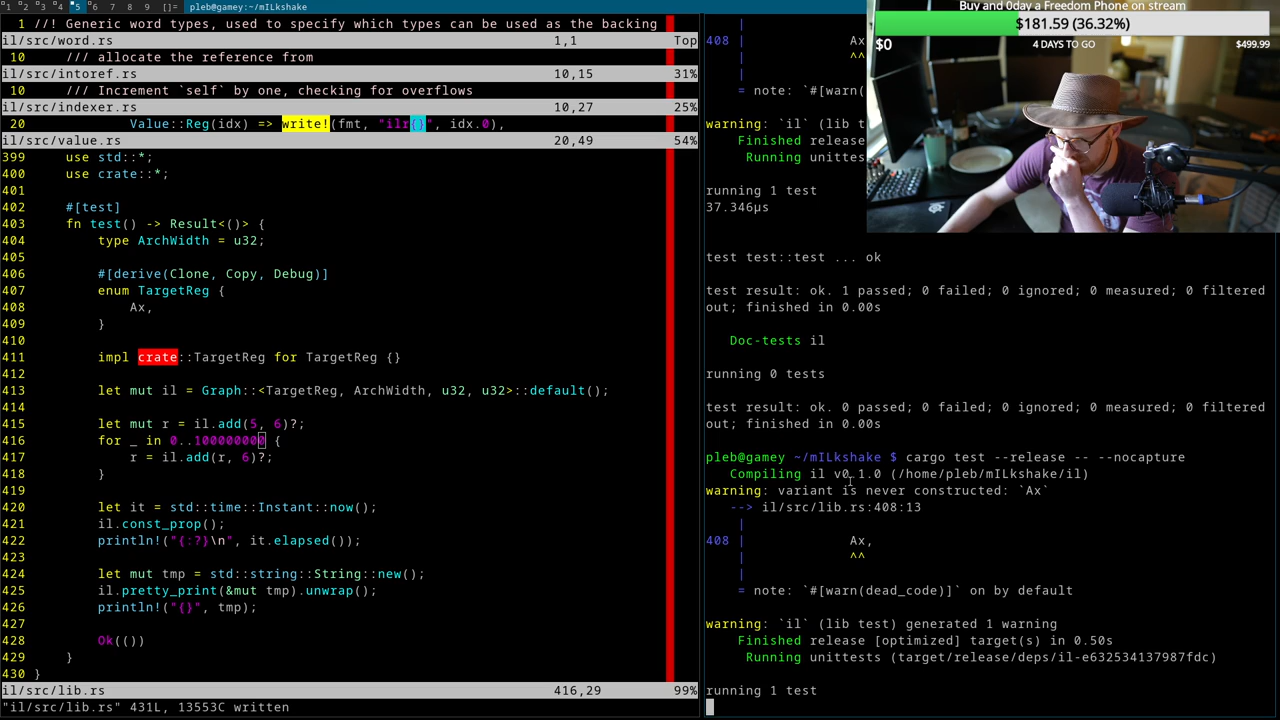 1 2 3 4 5 6 7 8 9 []= pleb@gamey:~/mILkshake
1 //! Generic word types, used to specify which types can be used as the backing
il/src/word.rs 1,1 Top
10 /// allocate the reference from
il/src/intoref.rs 10,15 31%
10 /// Increment `self` by one, checking for overflows
il/src/indexer.rs 10,27 25%
20 Value::Reg(idx) => write!(fmt, "ilr{}", idx.0),
il/src/value.rs 20,49 54%
399 use std::*;
400 use crate::*;
401
402 #[test]
403 fn test() -> Result<()> {
404 type ArchWidth = u32;
405
406 #[derive(Clone, Copy, Debug)]
407 enum TargetReg {
408 Ax,
409 }
410
411 impl crate::TargetReg for TargetReg {}
412
413 let mut il = Graph::<TargetReg, ArchWidth, u32, u32>::default();
414
415 let mut r = il.add(5, 6)?;
416 for _ in 0..100000000 {
417 r = il.add(r, 6)?;
418 }
419
420 let it = std::time::Instant::now();
421 il.const_prop();
422 println!("{:?}\n", it.elapsed());
423
424 let mut tmp = std::string::String::new();
425 il.pretty_print(&mut tmp).unwrap();
426 println!("{}", tmp);
427
428 Ok(())
429 }
430 }
il/src/lib.rs 416,29 99%
"il/src/lib.rs" 431L, 13553C written
|
408 | Ax
| ^^
|
= note: `#[warn(
warning: `il` (lib t
Finished release
Running unittes
running 1 test
37.346µs
test test::test ... ok
test result: ok. 1 passed; 0 failed; 0 ignored; 0 measured; 0 filtered
out; finished in 0.00s
Doc-tests il
running 0 tests
test result: ok. 0 passed; 0 failed; 0 ignored; 0 measured; 0 filtered
out; finished in 0.00s
pleb@gamey ~/mILkshake $ cargo test --release -- --nocapture
Compiling il v0.1.0 (/home/pleb/mILkshake/il)
warning: variant is never constructed: `Ax`
--> il/src/lib.rs:408:13
|
408 | Ax,
| ^^
|
= note: `#[warn(dead_code)]` on by default
warning: `il` (lib test) generated 1 warning
Finished release [optimized] target(s) in 0.50s
Running unittests (target/release/deps/il-e632534137987fdc)
running 1 test
Buy and 0day a Freedom Phone on stream
$181.59 (36.32%)
$0 4 DAYS TO GO $499.99